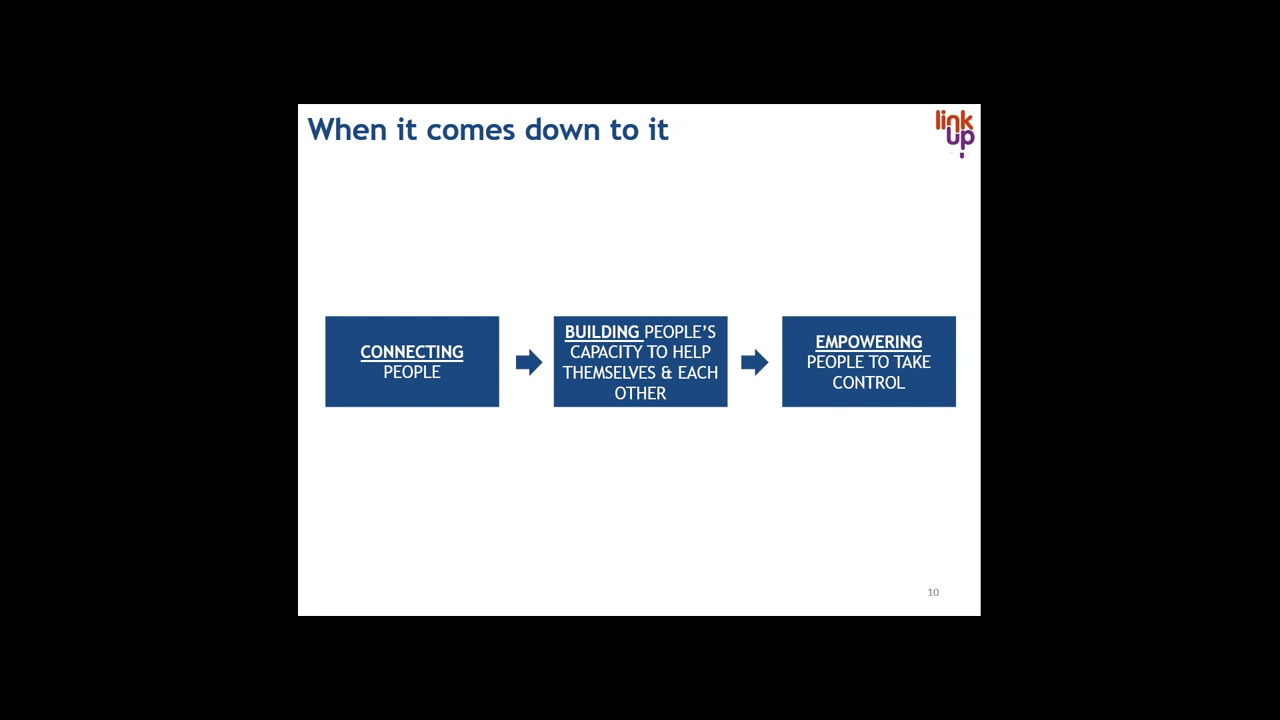 When it comes down to it
link
up
CONNECTING
PEOPLE
BUILDING PEOPLE’S
CAPACITY TO HELP
THEMSELVES & EACH
OTHER
EMPOWERING
PEOPLE TO TAKE
CONTROL
10